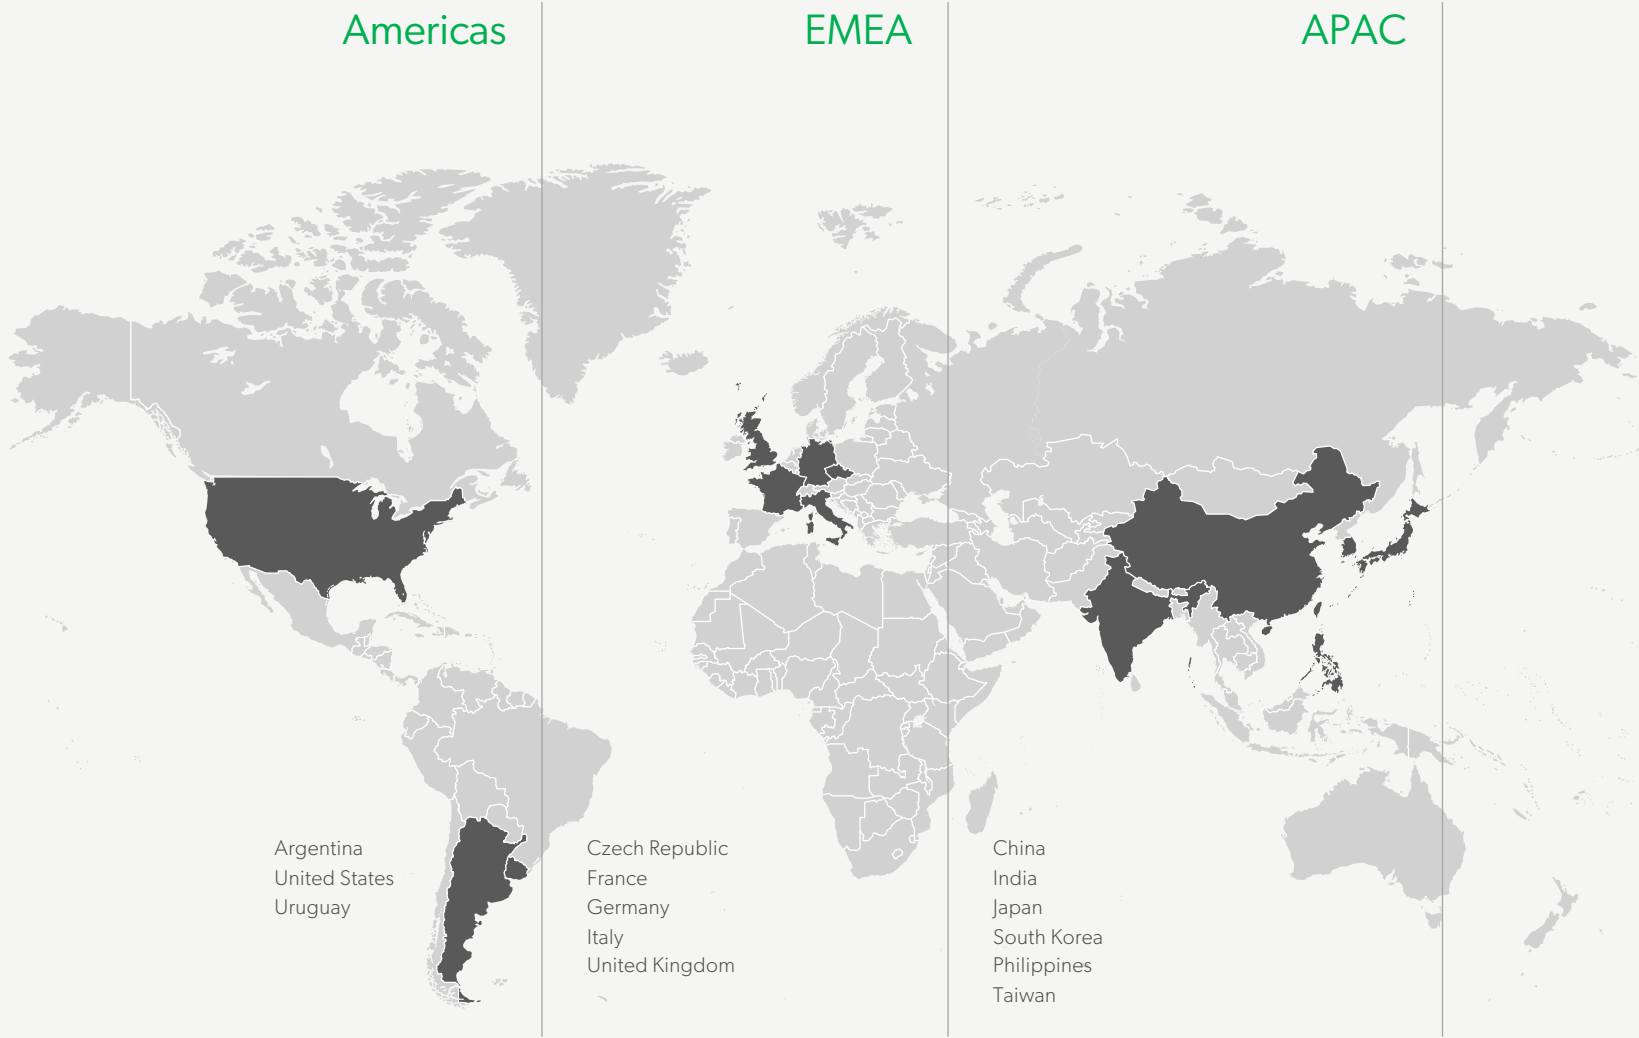 Americas
EMEA
APAC
Argentina
United States
Uruguay
Czech Republic
France
Germany
Italy
United Kingdom
China
India
Japan
South Korea
Philippines
Taiwan